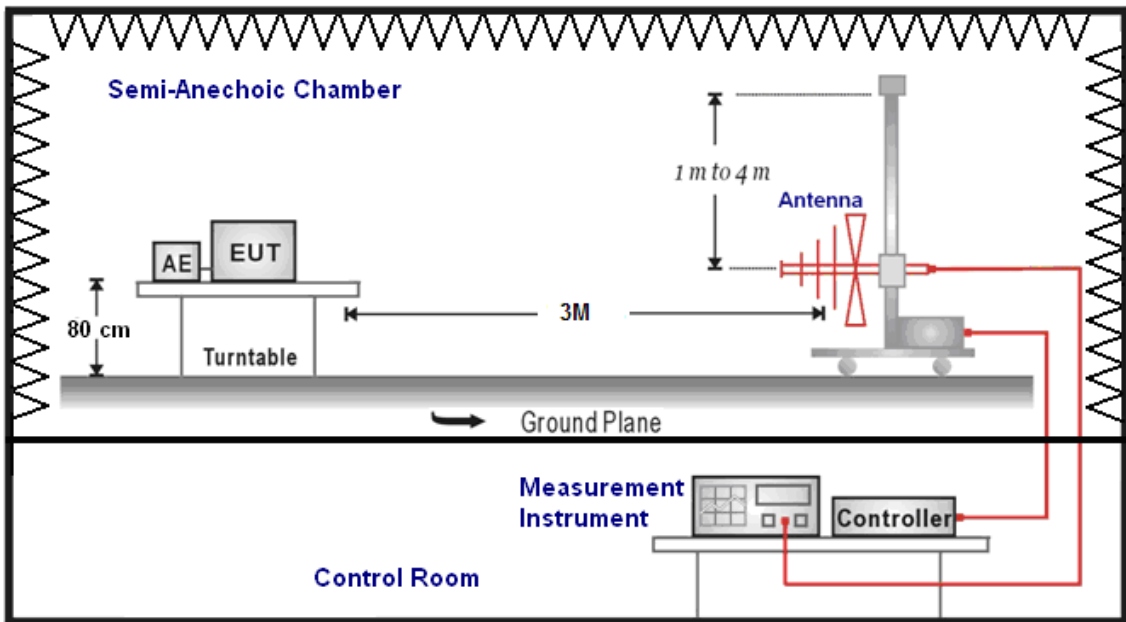 Semi-Anechoic Chamber
1 m to 4 m
Antenna
AE
EUT
80 cm
3M
Turntable
Ground Plane
Measurement
Instrument
Controller
Control Room